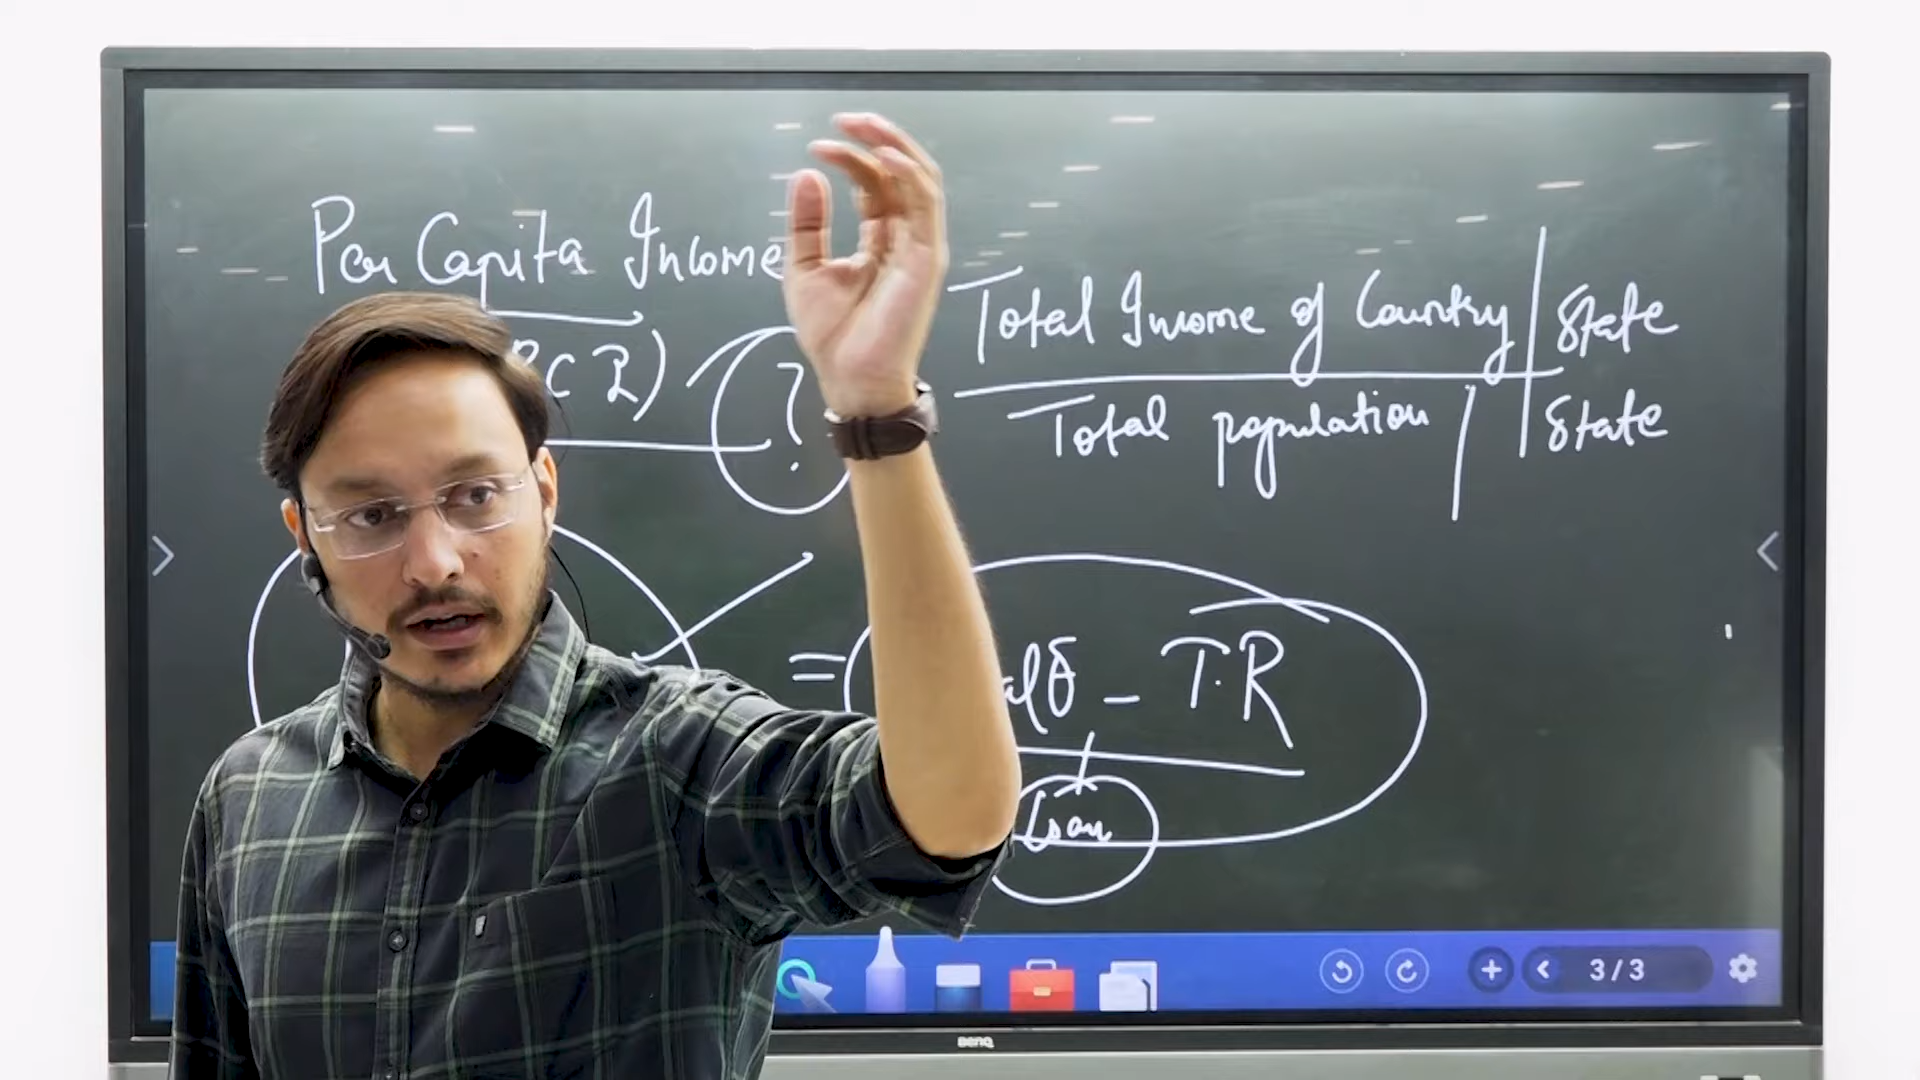 Per Capita Income
C I)
?
Total Income of Country / State
Total population / State
= - T.R
Loan
3/3
BenQ